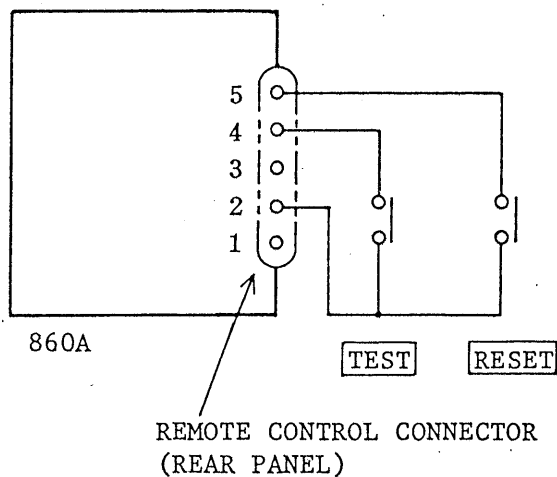 5
4
3
2
1
860A
TEST RESET
REMOTE CONTROL CONNECTOR
(REAR PANEL)